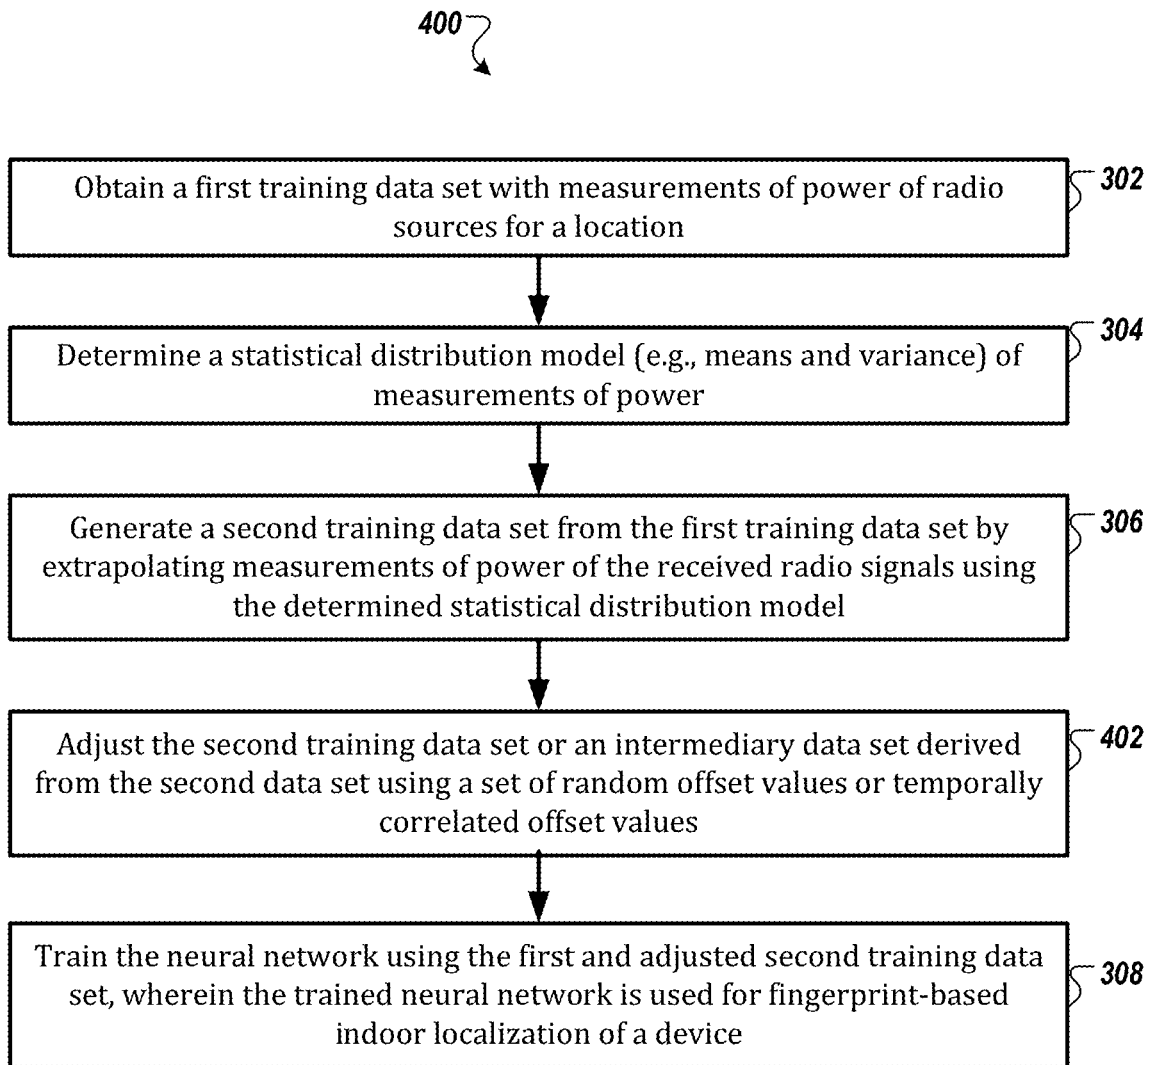 400
Obtain a first training data set with measurements of power of radio
sources for a location
302
Determine a statistical distribution model (e.g., means and variance) of
measurements of power
304
Generate a second training data set from the first training data set by
extrapolating measurements of power of the received radio signals using
the determined statistical distribution model
306
Adjust the second training data set or an intermediary data set derived
from the second data set using a set of random offset values or temporally
correlated offset values
402
Train the neural network using the first and adjusted second training data
set, wherein the trained neural network is used for fingerprint-based
indoor localization of a device
308